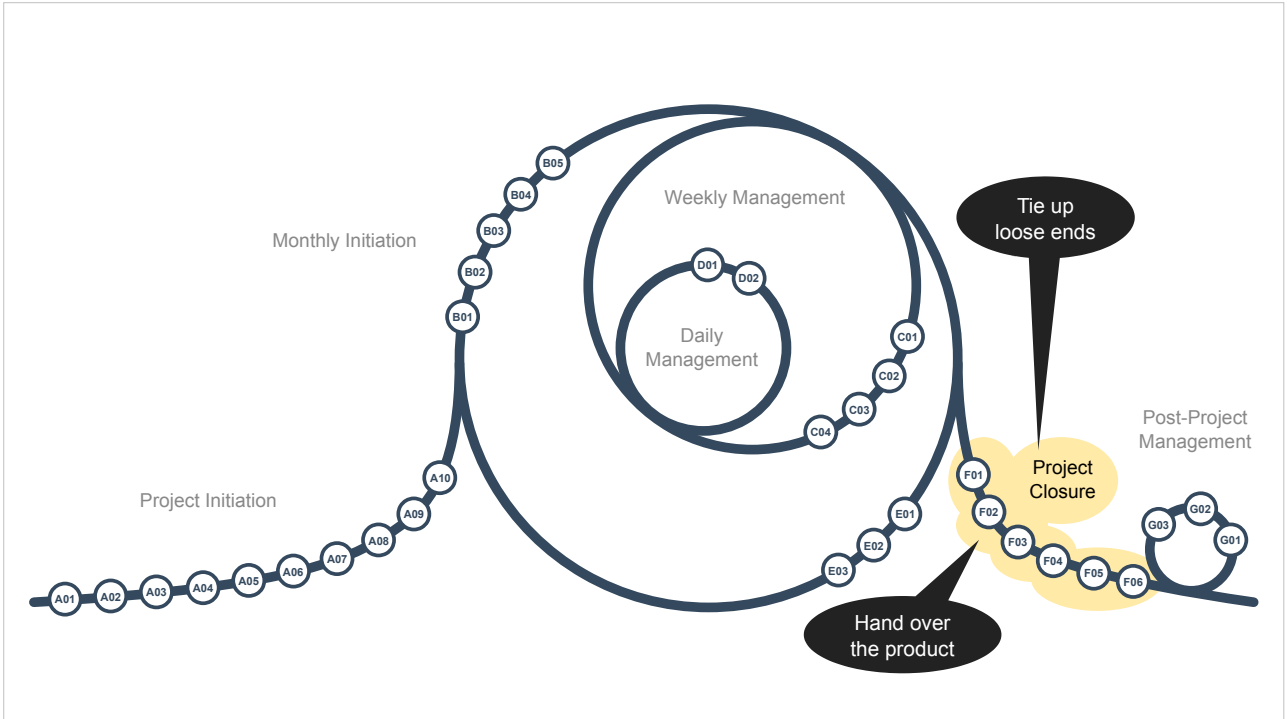 B05
B04
B03
B02
B01
Monthly Initiation
Weekly Management
D01
D02
Daily
Management
C01
C02
C03
C04
Tie up
loose ends
Post-Project
Management
Project Initiation
A01
A02
A03
A04
A05
A06
A07
A08
A09
A10
E01
E02
E03
F01
Project
Closure
F02
F03
F04
F05
F06
G03
G02
G01
Hand over
the product